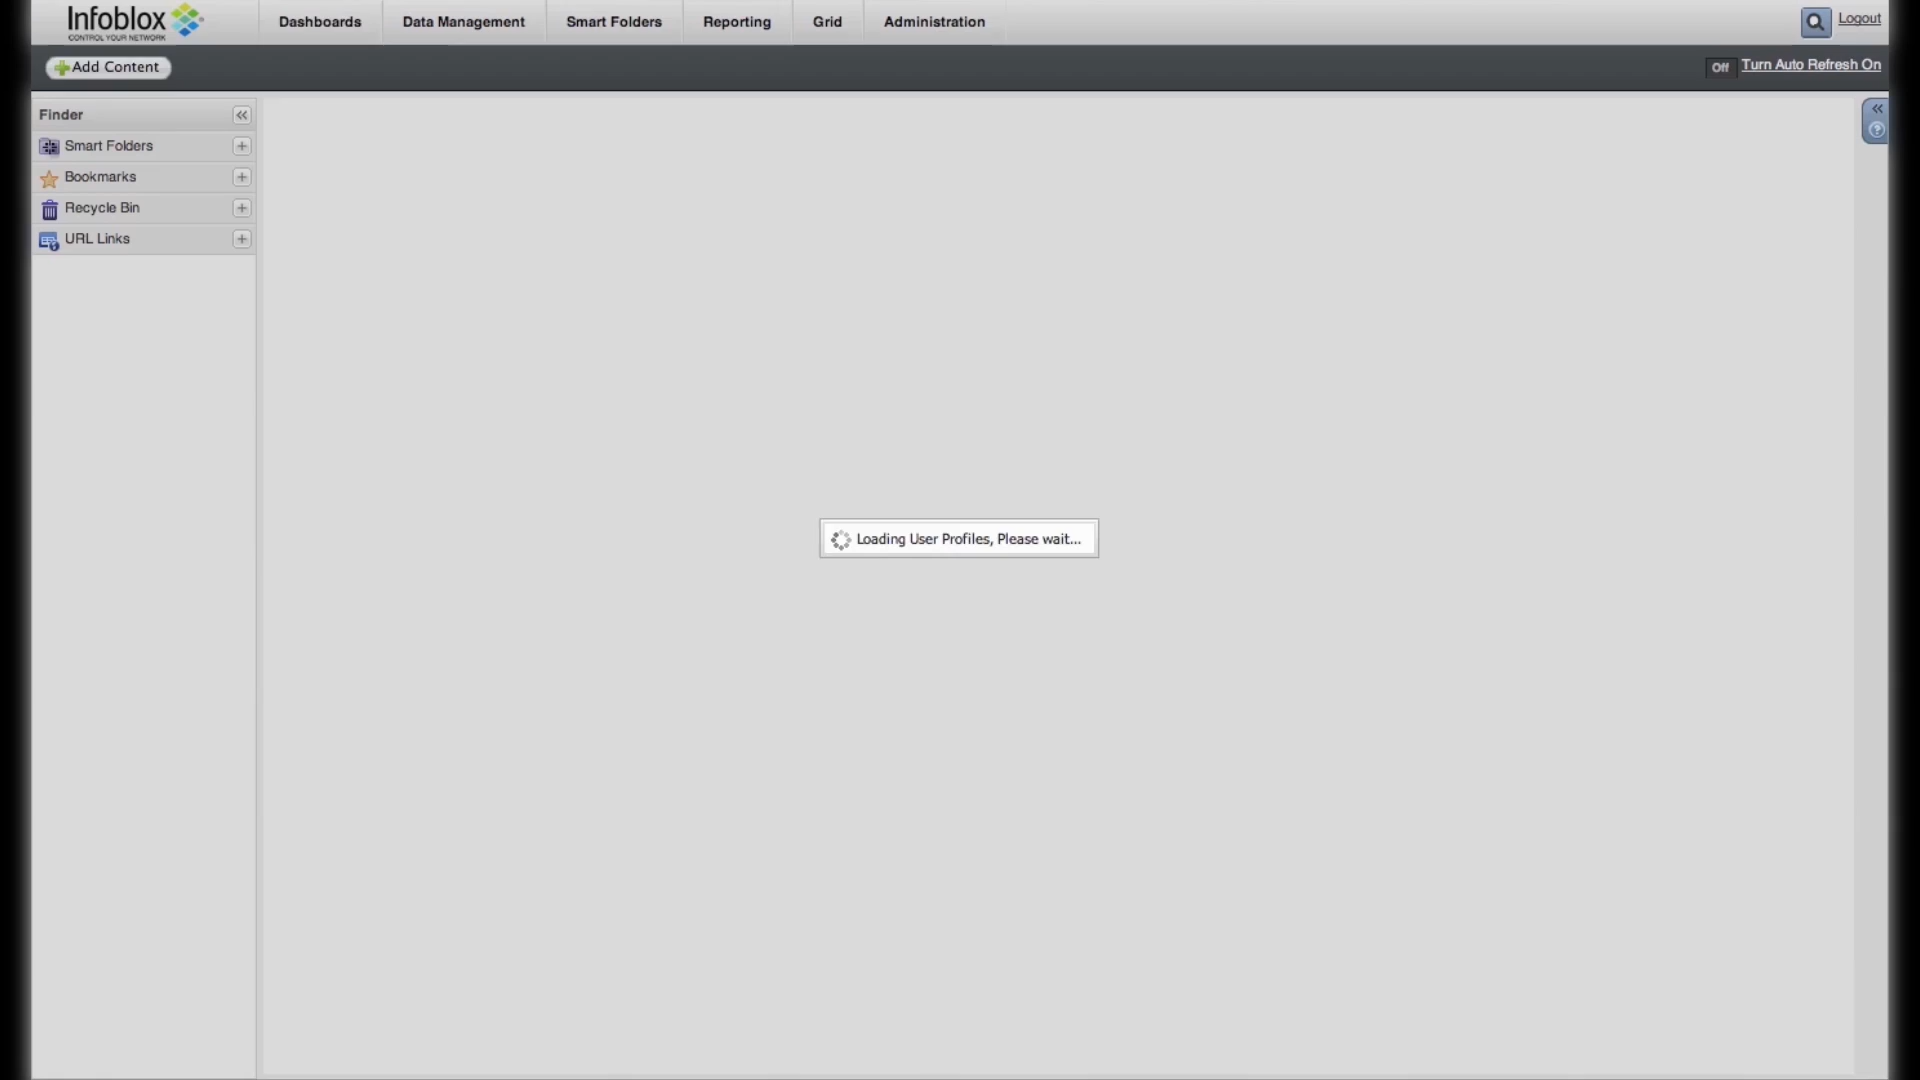 Infoblox
CONTROL YOUR NETWORK
Dashboards
Data Management
Smart Folders
Reporting
Grid
Administration
Logout
Add Content
Off
Turn Auto Refresh On
Finder
Smart Folders
Bookmarks
Recycle Bin
URL Links
Loading User Profiles, Please wait...